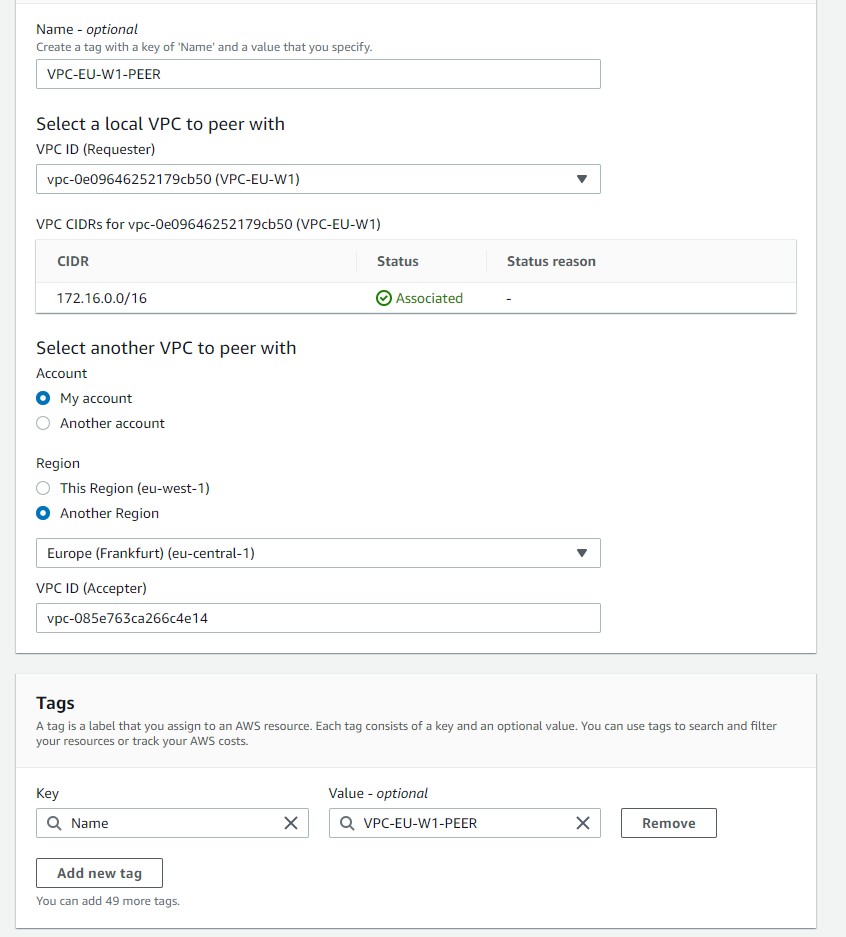 Name - optional
Create a tag with a key of 'Name' and a value that you specify.
VPC-EU-W1-PEER
Select a local VPC to peer with
VPC ID (Requester)
vpc-0e09646252179cb50 (VPC-EU-W1)
VPC CIDRs for vpc-0e09646252179cb50 (VPC-EU-W1)
CIDR Status Status reason
172.16.0.0/16 Associated -
Select another VPC to peer with
Account
My account
Another account
Region
This Region (eu-west-1)
Another Region
Europe (Frankfurt) (eu-central-1)
VPC ID (Accepter)
vpc-085e763ca266c4e14
Tags
A tag is a label that you assign to an AWS resource. Each tag consists of a key and an optional value. You can use tags to search and filter
your resources or track your AWS costs.
Key Value - optional
Name VPC-EU-W1-PEER Remove
Add new tag
You can add 49 more tags.